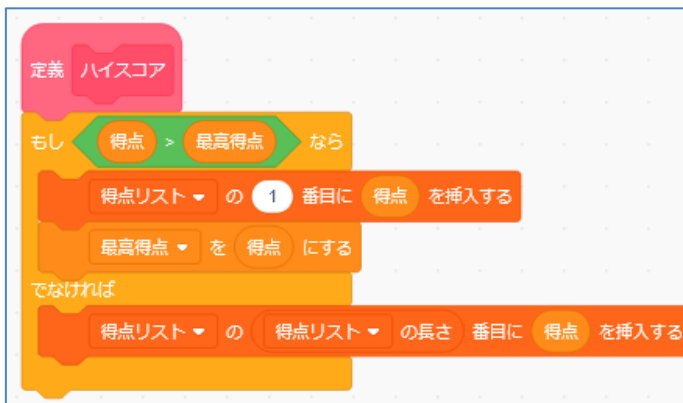 定義 ハイスコア
もし 得点 > 最高得点 なら
得点リスト の 1 番目に 得点 を挿入する
最高得点 を 得点 にする
でなければ
得点リスト の 得点リスト の長さ 番目に 得点 を挿入する